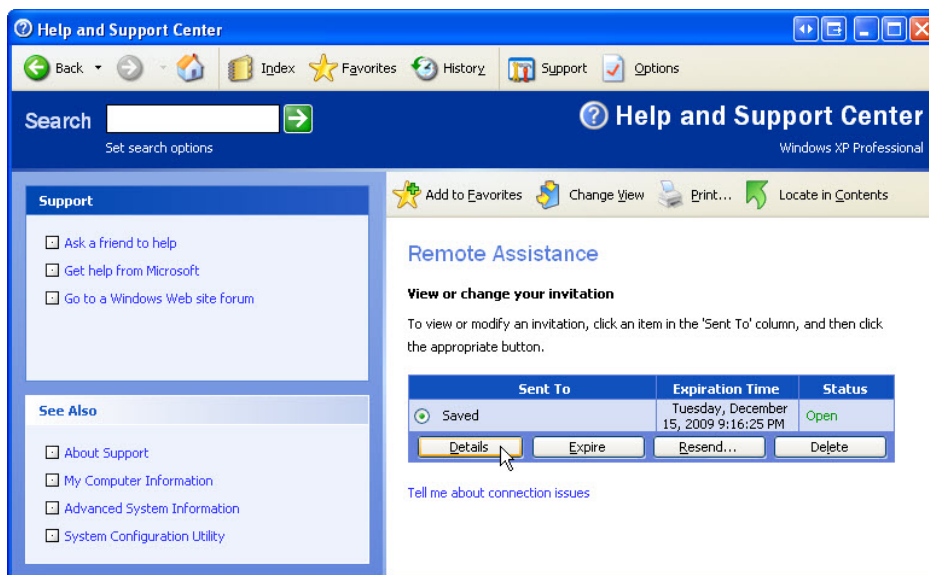 Help and Support Center
Back
Index
Favorites
History
Support
Options
Search
Set search options
Help and Support Center
Windows XP Professional
Support
Ask a friend to help
Get help from Microsoft
Go to a Windows Web site forum
See Also
About Support
My Computer Information
Advanced System Information
System Configuration Utility
Add to Favorites
Change View
Print...
Locate in Contents
Remote Assistance
View or change your invitation
To view or modify an invitation, click an item in the 'Sent To' column, and then click
the appropriate button.
Sent To
Expiration Time
Status
Saved
Tuesday, December
15, 2009 9:16:25 PM
Open
Details
Expire
Resend...
Delete
Tell me about connection issues